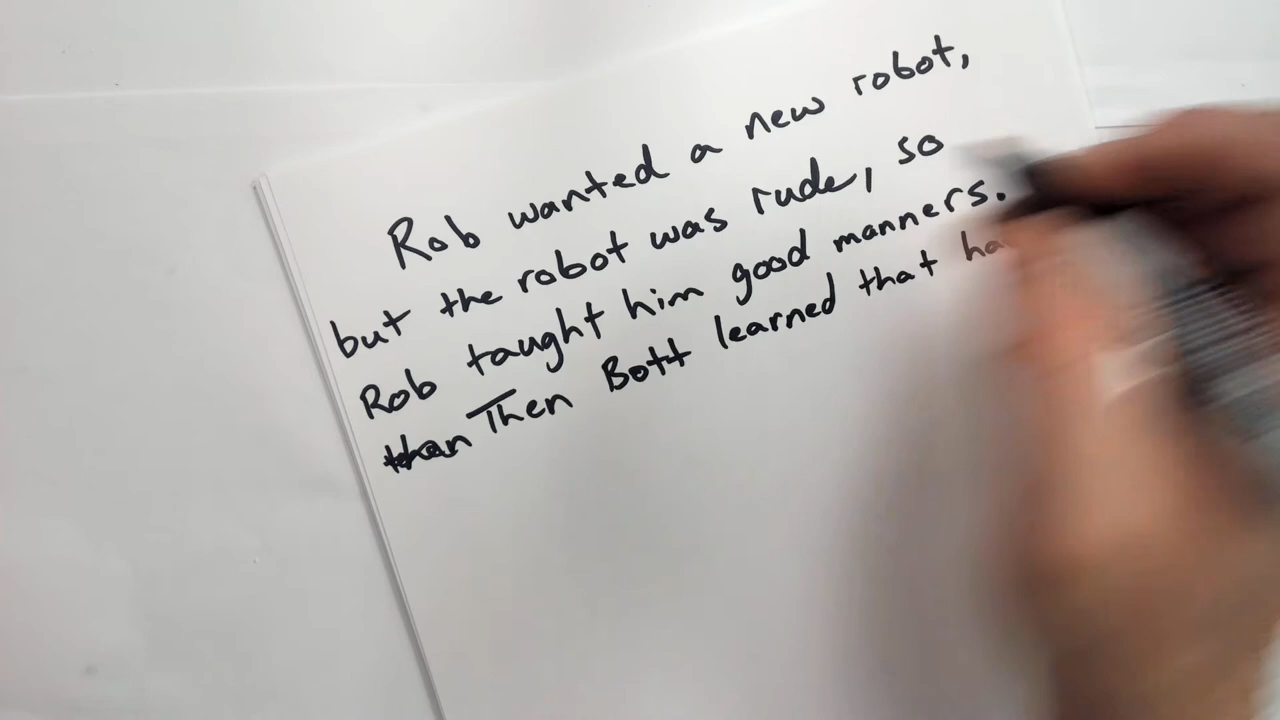 Rob wanted a new robot,
but the robot was rude, so
Rob taught him good manners.
Then Bott learned that